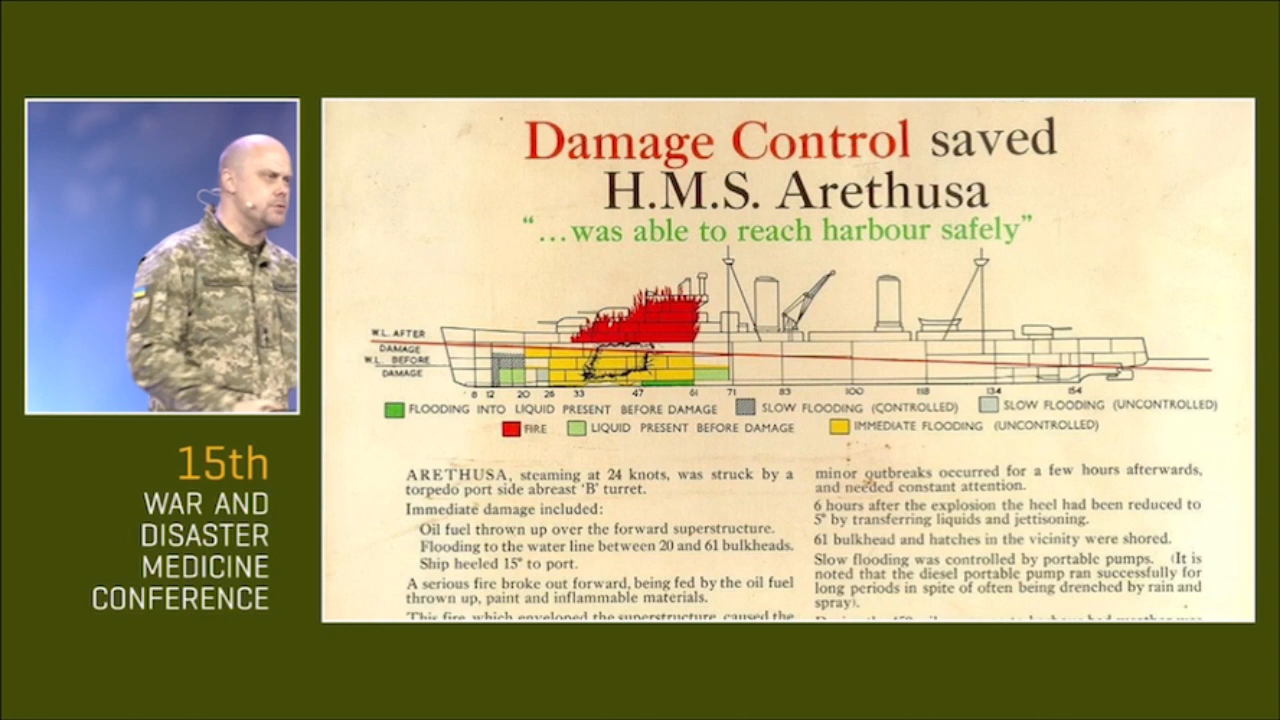 15th
WAR AND
DISASTER
MEDICINE
CONFERENCE
Damage Control saved
H.M.S. Arethusa
“...was able to reach harbour safely”
W.L. AFTER
DAMAGE
W.L. BEFORE
DAMAGE
8 12 20 26 33 47 61 71 83 100 118 134 154
FLOODING INTO LIQUID PRESENT BEFORE DAMAGE
SLOW FLOODING (CONTROLLED)
SLOW FLOODING (UNCONTROLLED)
FIRE
LIQUID PRESENT BEFORE DAMAGE
IMMEDIATE FLOODING (UNCONTROLLED)
ARETHUSA, steaming at 24 knots, was struck by a
torpedo port side abreast ‘B’ turret.
Immediate damage included:
Oil fuel thrown up over the forward superstructure.
Flooding to the water line between 20 and 61 bulkheads.
Ship heeled 15° to port.
A serious fire broke out forward, being fed by the oil fuel
thrown up, paint and inflammable materials.
This fire which enveloped the superstructure caused the
minor outbreaks occurred for a few hours afterwards,
and needed constant attention.
6 hours after the explosion the heel had been reduced to
5° by transferring liquids and jettisoning.
61 bulkhead and hatches in the vicinity were shored.
Slow flooding was controlled by portable pumps. (It is
noted that the diesel portable pump ran successfully for
long periods in spite of often being drenched by rain and
spray).